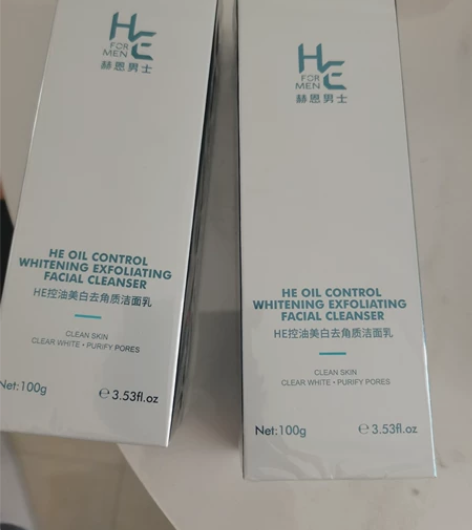 HE
FOR
MEN
赫恩男士
HE OIL CONTROL
WHITENING EXFOLIATING
FACIAL CLEANSER
HE控油美白去角质洁面乳
CLEAN SKIN
CLEAR WHITE • PURIFY PORES
Net:100g ℮ 3.53fl.oz
HE
FOR
MEN
赫恩男士
HE OIL CONTROL
WHITENING EXFOLIATING
FACIAL CLEANSER
HE控油美白去角质洁面乳
CLEAN SKIN
CLEAR WHITE • PURIFY PORES
Net:100g ℮ 3.53fl.oz